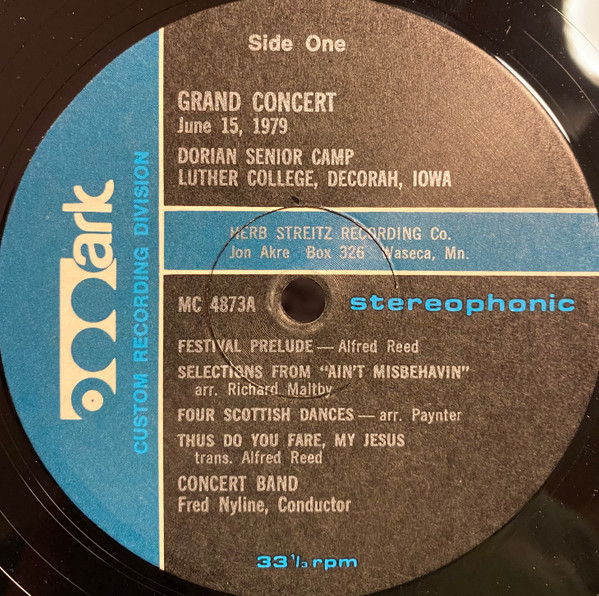 Side One
GRAND CONCERT
June 15, 1979
DORIAN SENIOR CAMP
LUTHER COLLEGE, DECORAH, IOWA
HERB STREITZ RECORDING Co.
Jon Akre Box 326 Waseca, Mn.
MC 4873A
stereophonic
FESTIVAL PRELUDE — Alfred Reed
SELECTIONS FROM "AIN'T MISBEHAVIN"
arr. Richard Maltby
FOUR SCOTTISH DANCES — arr. Paynter
THUS DO YOU FARE, MY JESUS
trans. Alfred Reed
CONCERT BAND
Fred Nyline, Conductor
33⅓ rpm
mark
CUSTOM RECORDING DIVISION